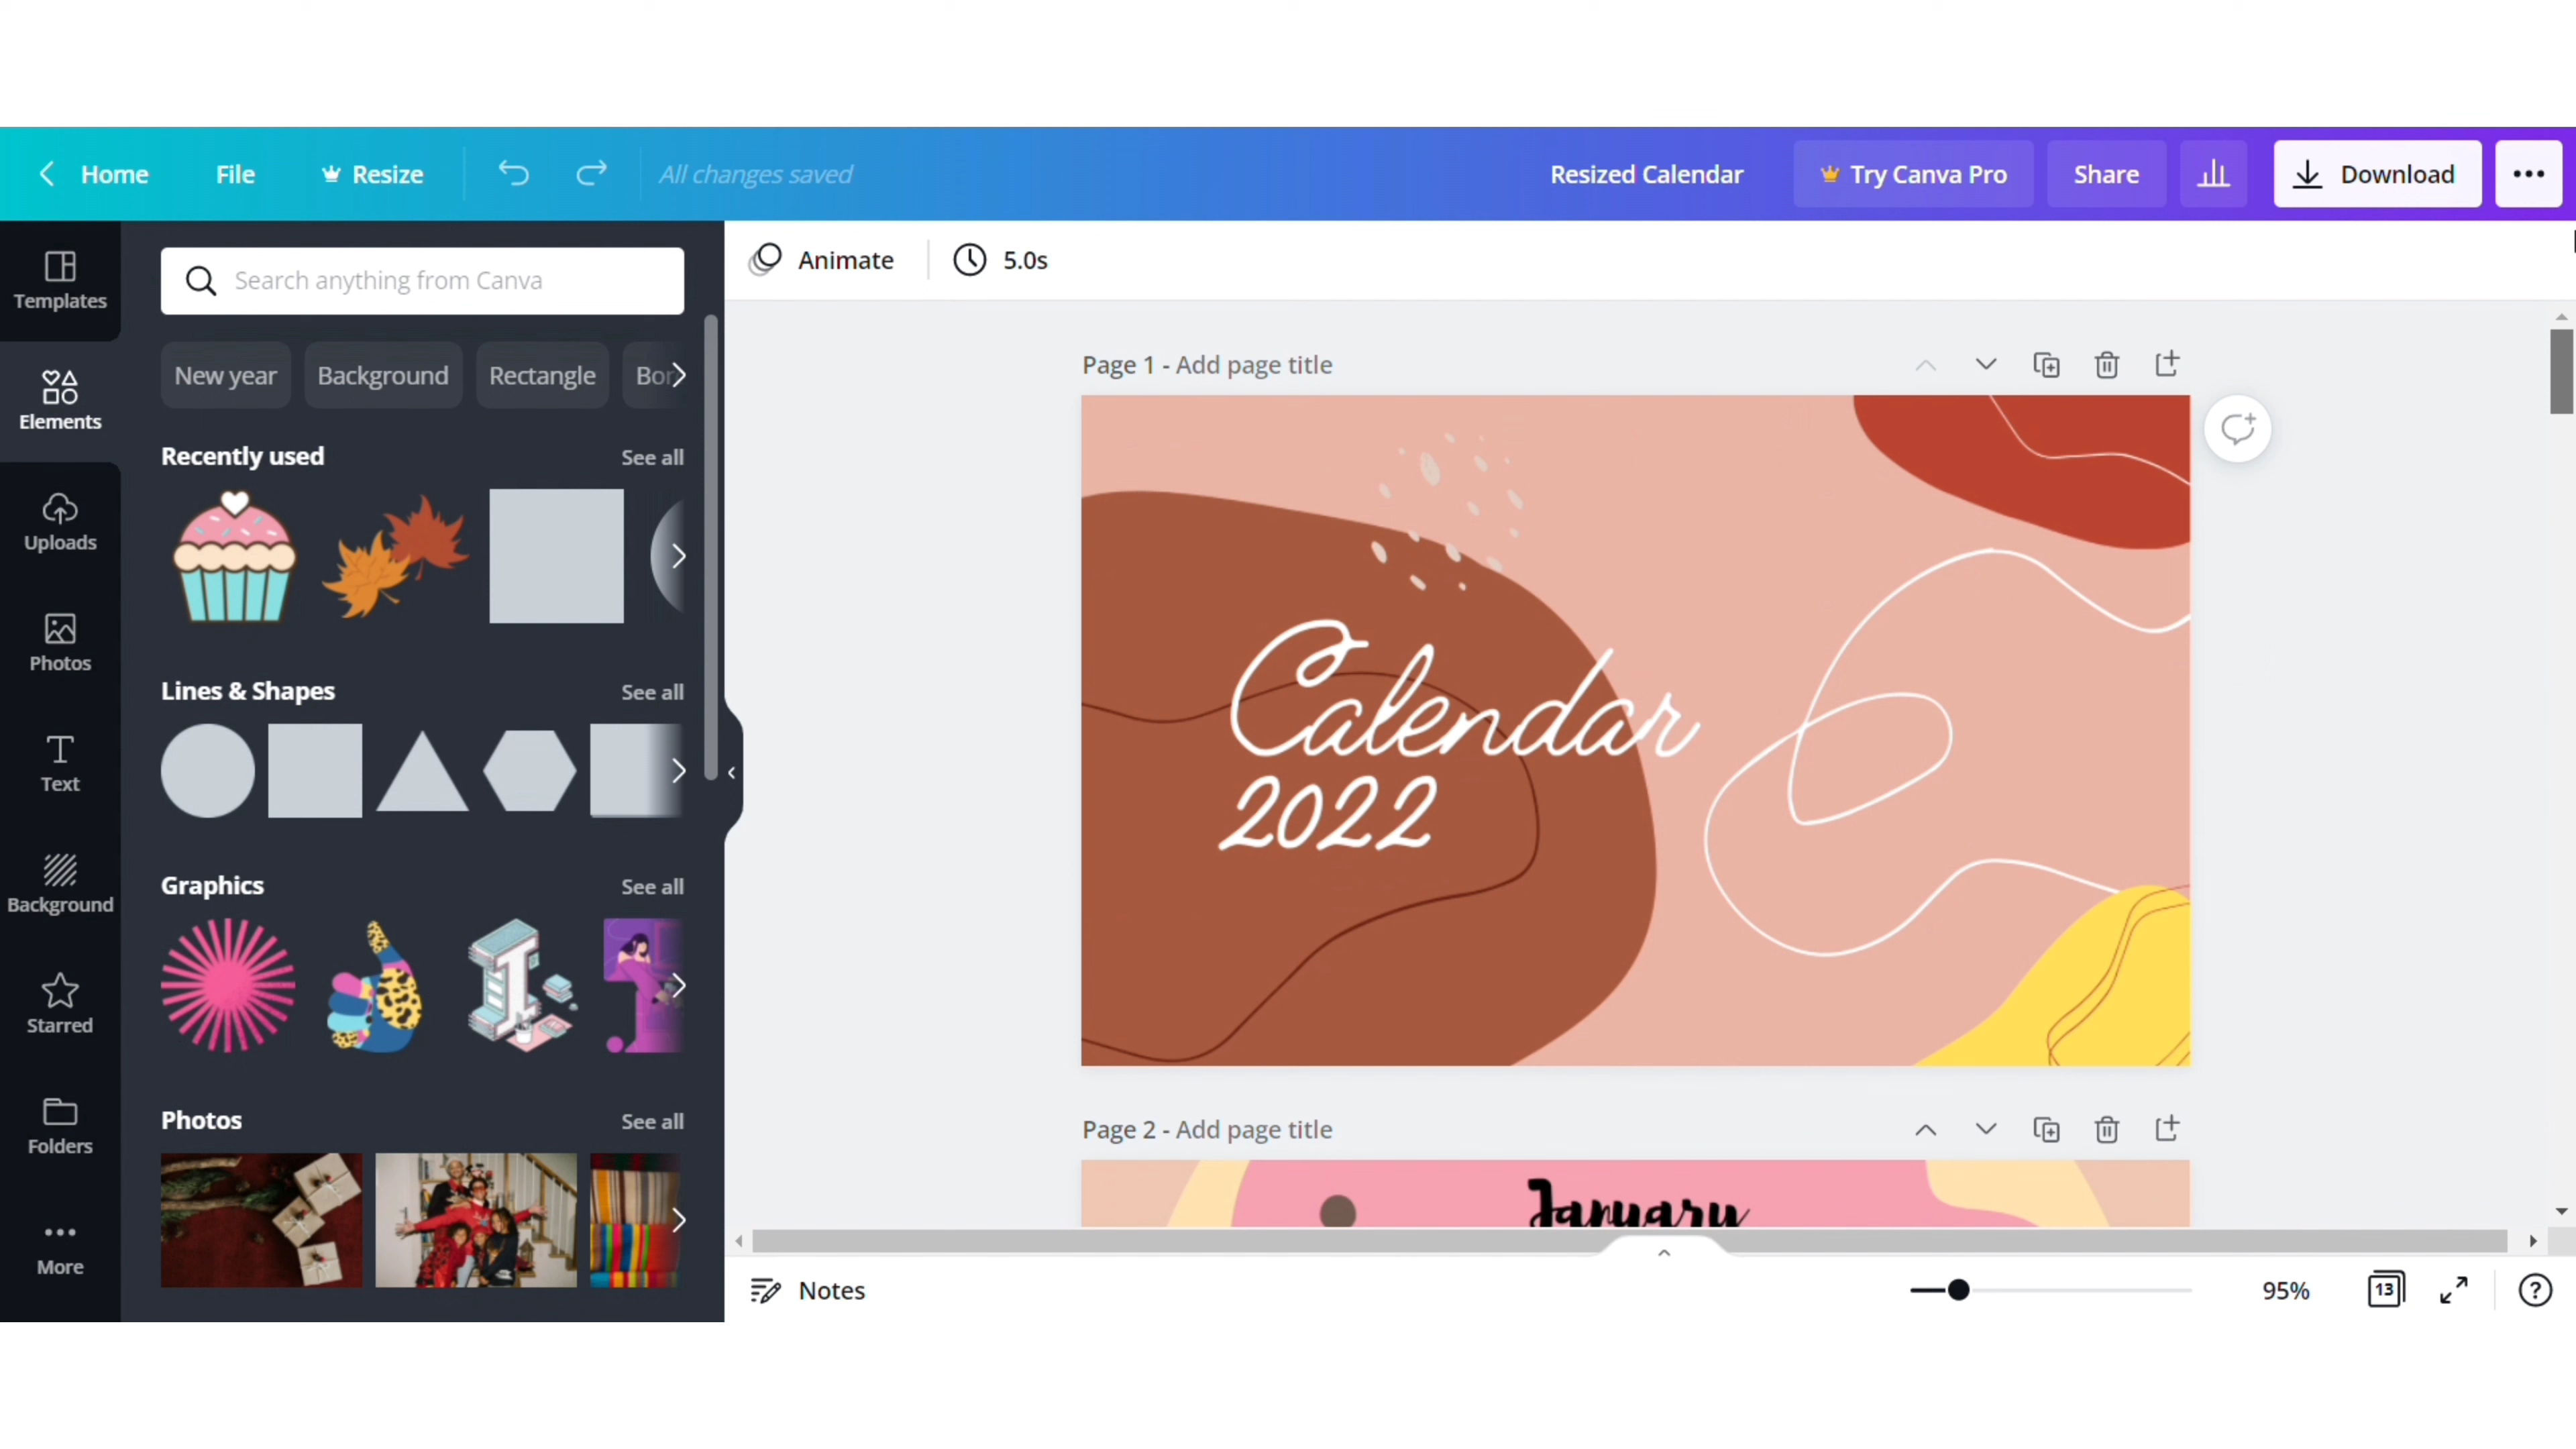 Home File Resize All changes saved Resized Calendar Try Canva Pro Share Download
Templates
Elements
Uploads
Photos
Text
Background
Starred
Folders
More
Search anything from Canva
New year Background Rectangle Bor
Recently used See all
Lines & Shapes See all
Graphics See all
Photos See all
Animate 5.0s
Page 1 - Add page title
Calendar
2022
Page 2 - Add page title
January
Notes 95% 13 ?